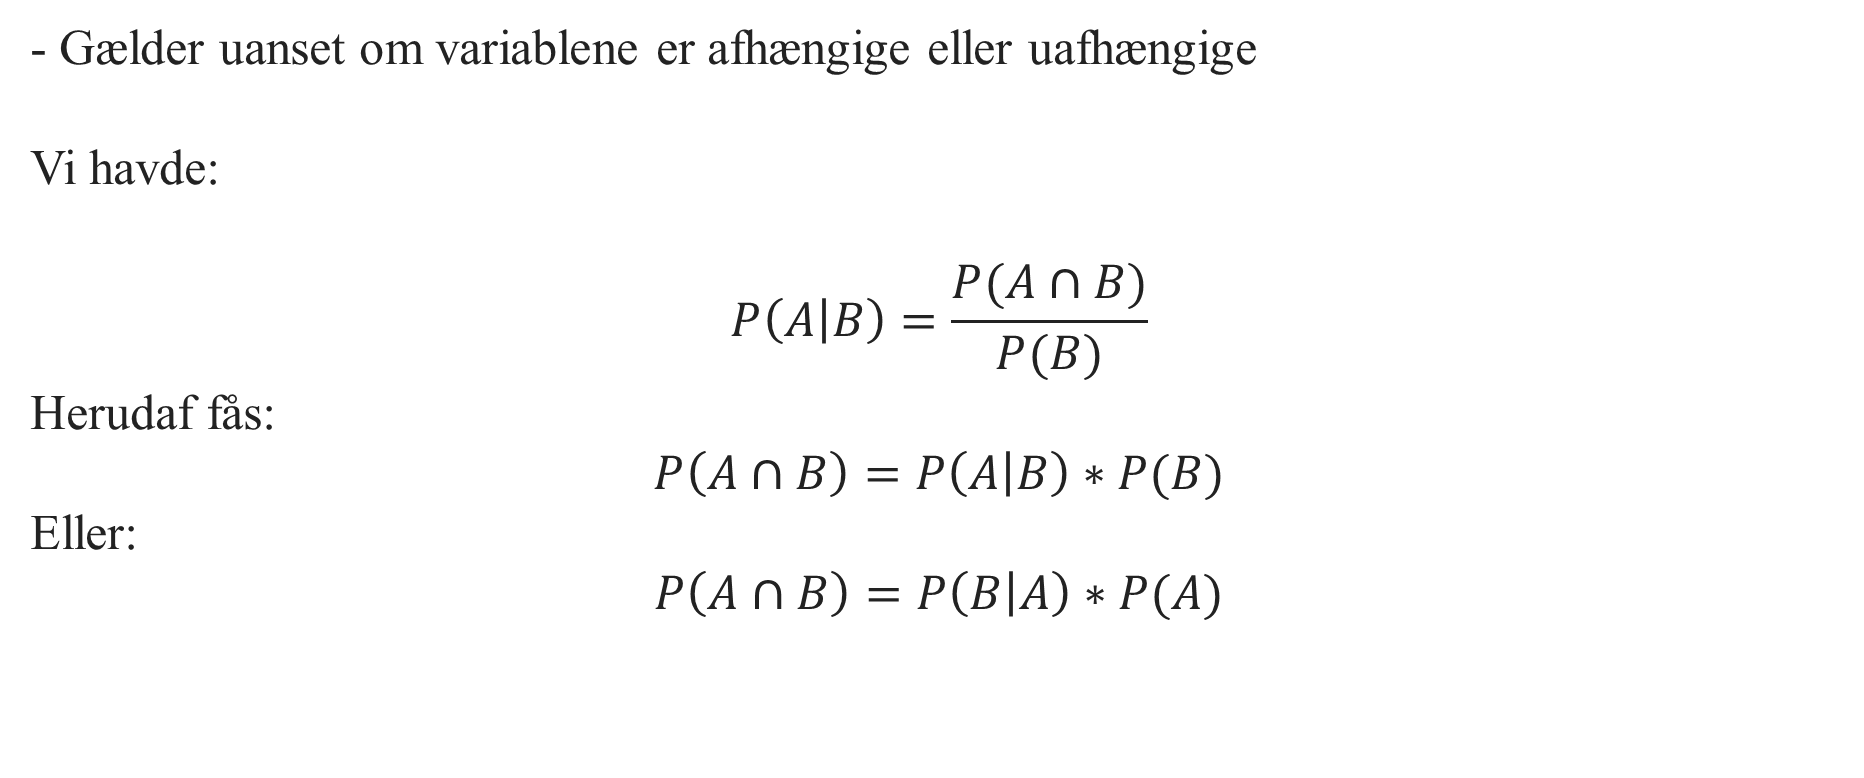 - Gælder uanset om variablene er afhængige eller uafhængige
Vi havde:
P(A|B) = P(A ∩ B) / P(B)
Herudaf fås:
P(A ∩ B) = P(A|B) ∗ P(B)
Eller:
P(A ∩ B) = P(B|A) ∗ P(A)